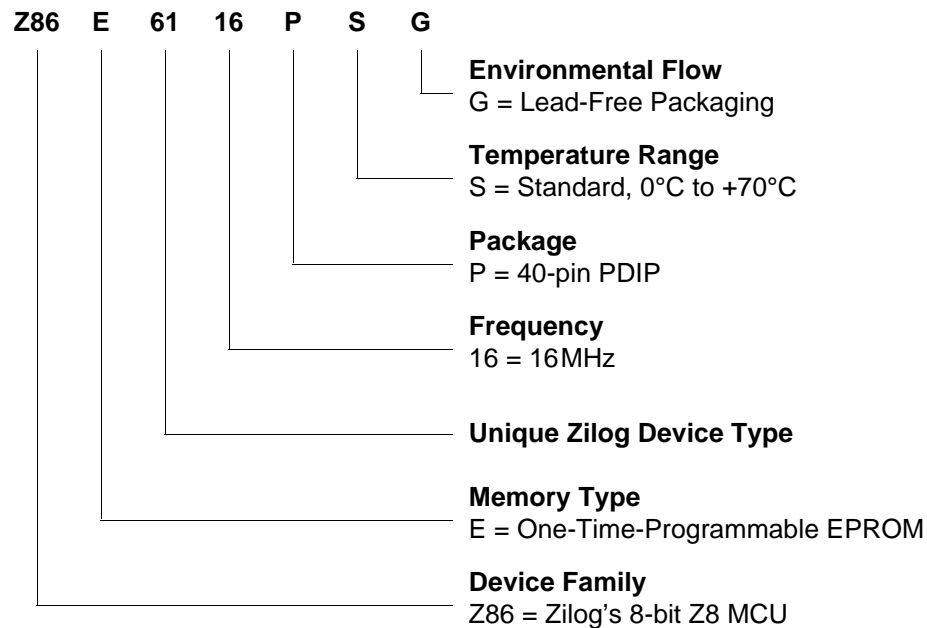 Z86 E 61 16 P S G
Environmental Flow
G = Lead-Free Packaging
Temperature Range
S = Standard, 0°C to +70°C
Package
P = 40-pin PDIP
Frequency
16 = 16MHz
Unique Zilog Device Type
Memory Type
E = One-Time-Programmable EPROM
Device Family
Z86 = Zilog's 8-bit Z8 MCU